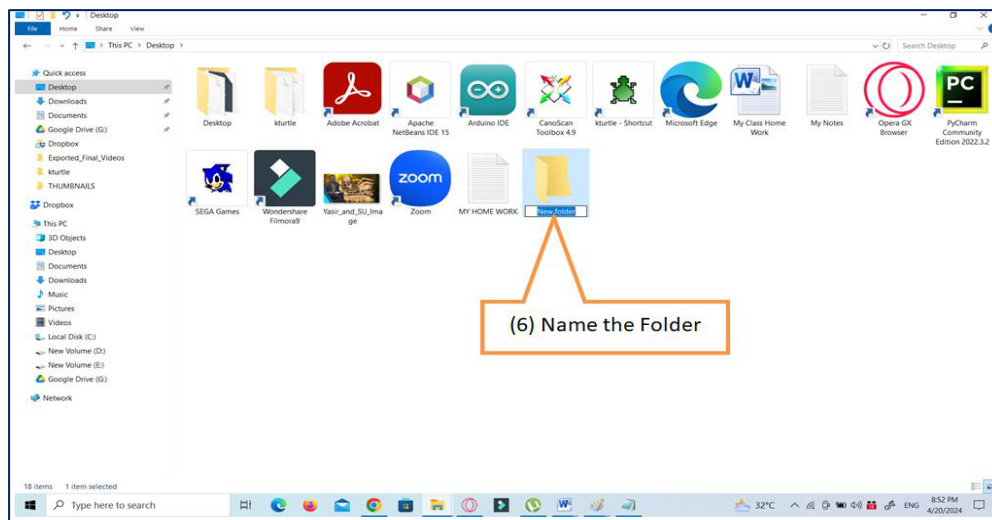 Desktop
File Home Share View
This PC > Desktop >
Search Desktop
Quick access
Desktop
Downloads
Documents
Google Drive (G:)
Dropbox
Exported_Final_Videos
kturtle
THUMBNAILS
Dropbox
This PC
3D Objects
Desktop
Documents
Downloads
Music
Pictures
Videos
Local Disk (C:)
New Volume (D:)
New Volume (E:)
Google Drive (G:)
Network
Desktop
kturtle
Adobe Acrobat
Apache
NetBeans IDE 15
Arduino IDE
CanoScan
Toolbox 4.9
kturtle - Shortcut
Microsoft Edge
My Class Home
Work
My Notes
Opera GX
Browser
PC
PyCharm
Community
Edition 2022.3.2
SEGA Games
Wondershare
Filmora9
Yasir_and_SU_Ima
ge
zoom
Zoom
MY HOME WORK
New folder
(6) Name the Folder
18 items 1 item selected
Type here to search
32°C
ENG
8:52 PM
4/20/2024